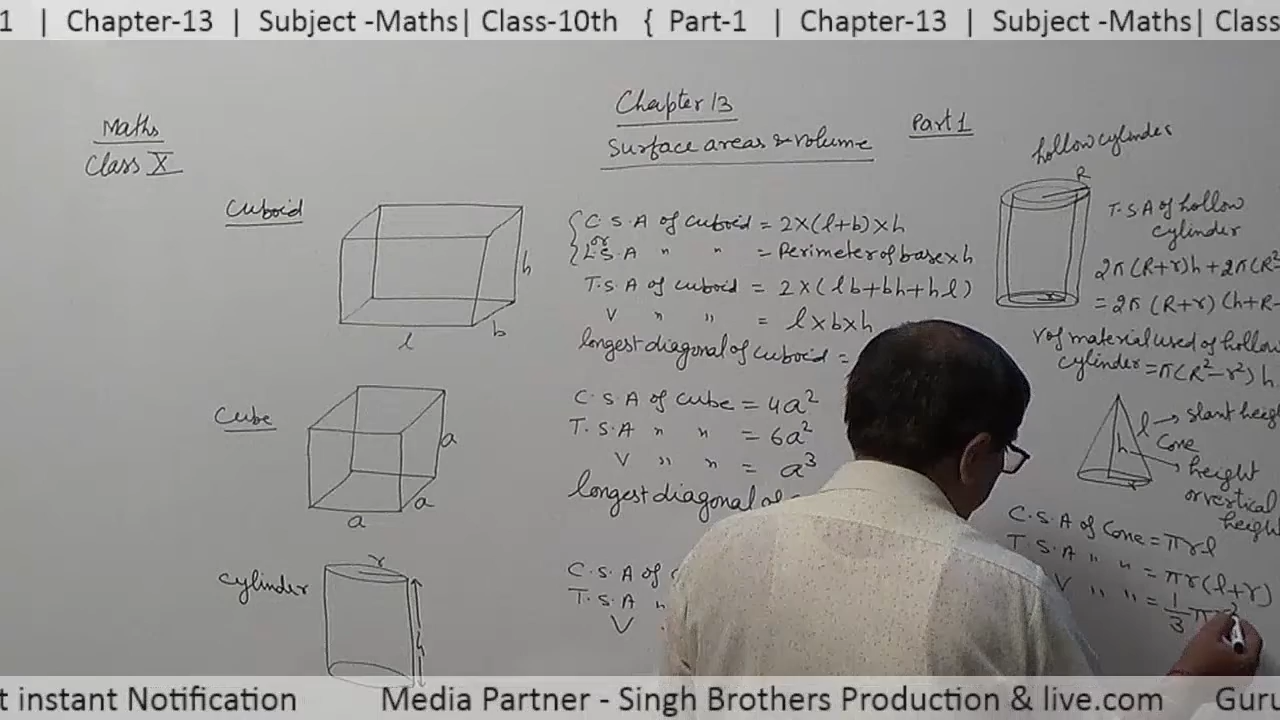 1 | Chapter-13 | Subject -Maths| Class-10th { Part-1 | Chapter-13 | Subject -Maths| Class
Maths
Class X
Chapter 13
Surface areas & volume
Part 1
Cuboid
l
b
h
C.S.A of cuboid = 2×(l+b)×h
or
L.S.A " " = Perimeter of base×h
T.S.A of cuboid = 2×(lb+bh+hl)
V " " = l×b×h
longest diagonal of cuboid =
Cube
a
a
a
C.S.A of cube = 4a²
T.S.A " " = 6a²
V " " = a³
longest diagonal of
cylinder
r
h
C.S.A of
T.S.A "
V
hollow cylinder
R
r
T.S.A of hollow
cylinder
2π(R+r)h+2π(R²
=2π(R+r)(h+R-
V of material used of hollow
cylinder=π(R²-r²)h
l → slant heig
Cone
h
height
or vertical
height
r
C.S.A of Cone = πrl
T.S.A " " = πr(l+r)
V " " = 1/3 π
t instant Notification Media Partner - Singh Brothers Production & live.com Guru